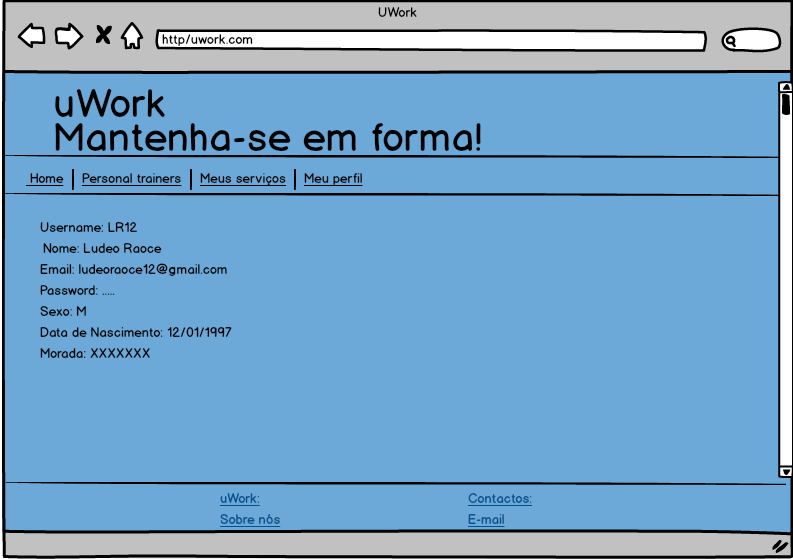 UWork
http/uwork.com
uWork
Mantenha-se em forma!
Home Personal trainers Meus serviços Meu perfil
Username: LR12
Nome: Ludeo Raoce
Email: ludeoraoce12@gmail.com
Password: .....
Sexo: M
Data de Nascimento: 12/01/1997
Morada: XXXXXXX
uWork: Contactos:
Sobre nós E-mail